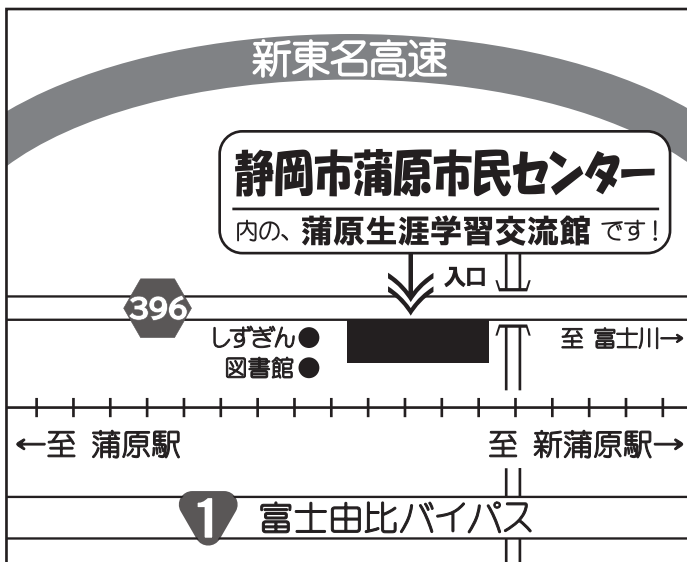 新東名高速
静岡市蒲原市民センター
内の、蒲原生涯学習交流館です!
入口
396
しずぎん●
至 富士川→
図書館●
←至 蒲原駅
至 新蒲原駅→
1 富士由比バイパス